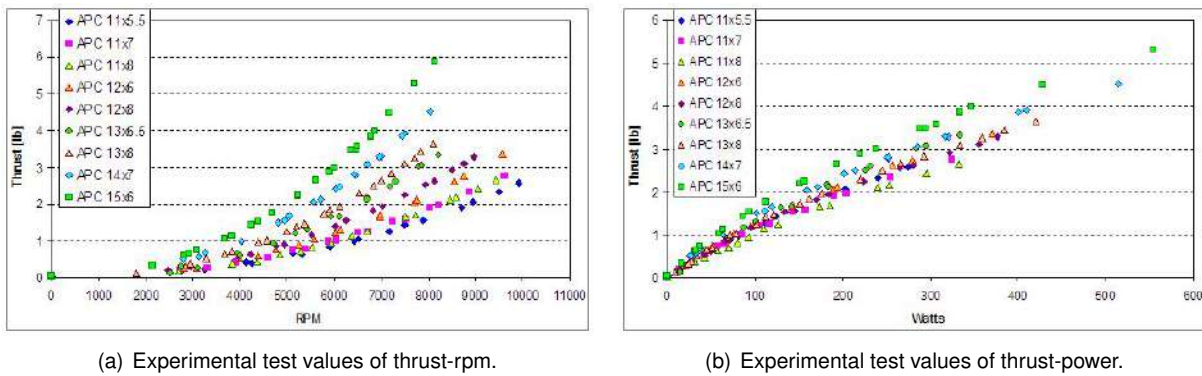 7
6
5
4
3
2
1
0
Thrust [lb]
APC 11x5.5
APC 11x7
APC 11x8
APC 12x6
APC 12x8
APC 13x6.5
APC 13x8
APC 14x7
APC 15x6
0 1000 2000 3000 4000 5000 6000 7000 8000 9000 10000 11000
RPM
6
5
4
3
2
1
0
Thrust [lb]
APC 11x5.5
APC 11x7
APC 11x8
APC 12x6
APC 12x8
APC 13x6.5
APC 13x8
APC 14x7
APC 15x6
0 100 200 300 400 500 600
Watts
(a) Experimental test values of thrust-rpm.
(b) Experimental test values of thrust-power.